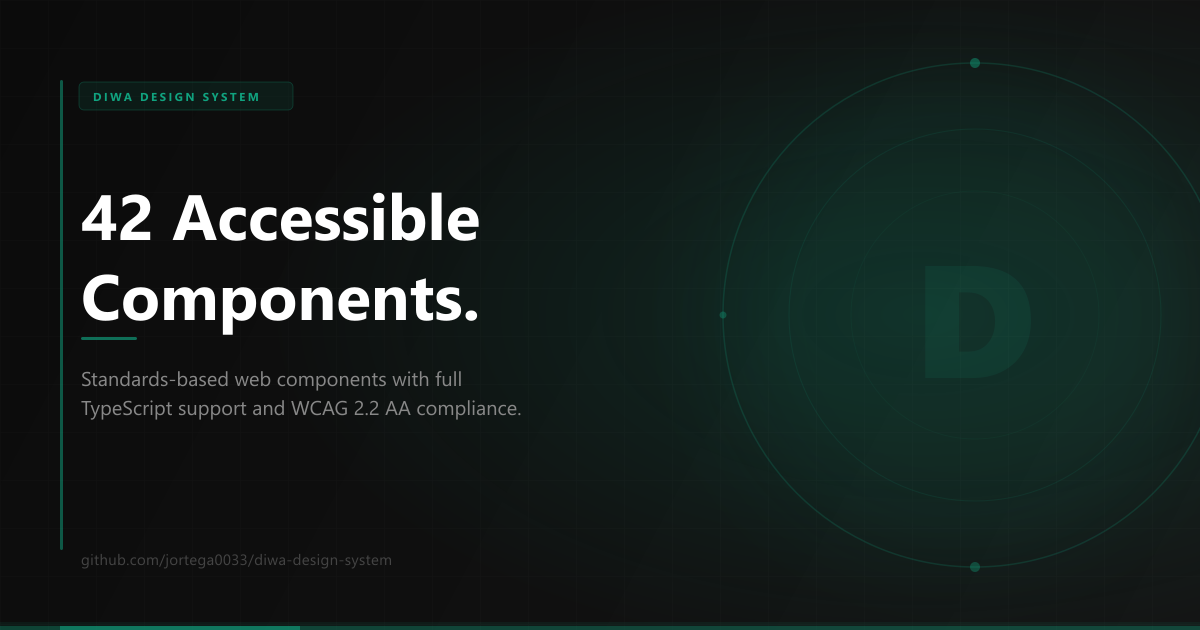 DIWA DESIGN SYSTEM
42 Accessible
Components.
Standards-based web components with full
TypeScript support and WCAG 2.2 AA compliance.
github.com/jortega0033/diwa-design-system
D